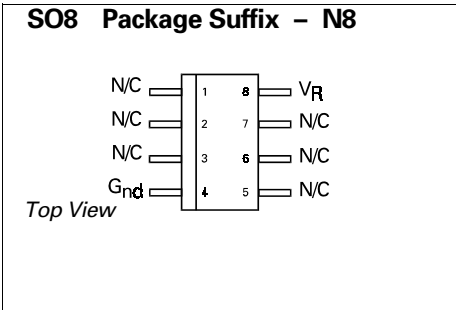 SO8 Package Suffix – N8
N/C 1 8 VR
N/C 2 7 N/C
N/C 3 6 N/C
Gnd 4 5 N/C
Top View